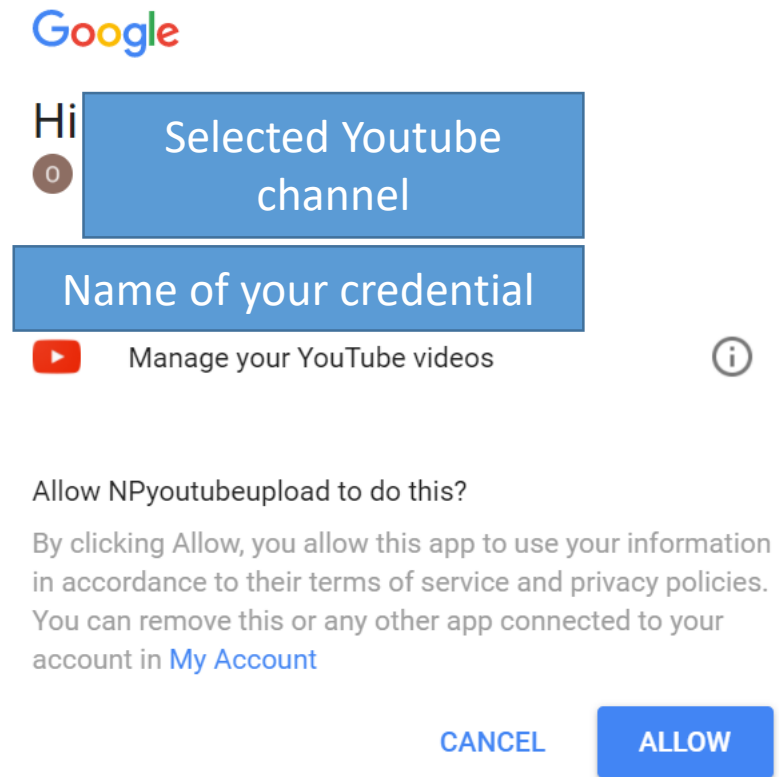 Google
Hi
Selected Youtube
channel
O
Name of your credential
Manage your YouTube videos
i
Allow NPyoutubeupload to do this?
By clicking Allow, you allow this app to use your information
in accordance to their terms of service and privacy policies.
You can remove this or any other app connected to your
account in My Account
CANCEL
ALLOW